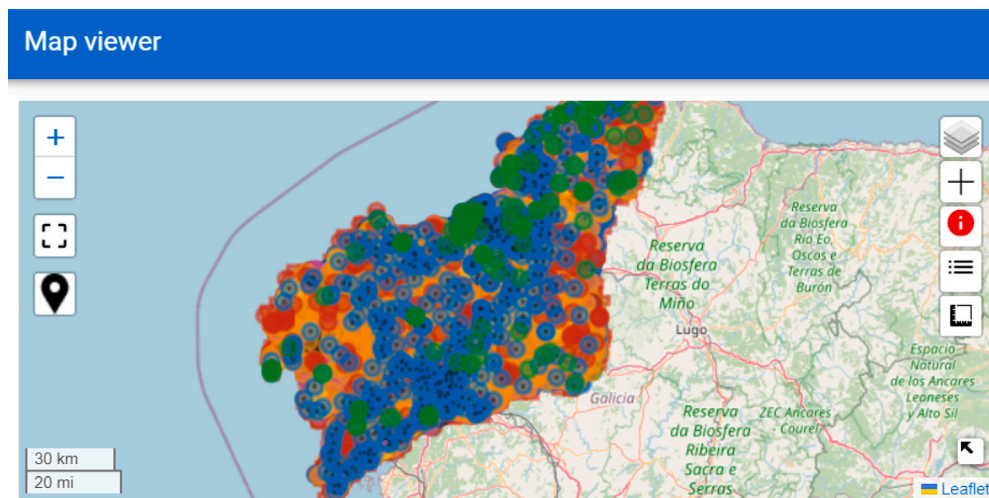 Map viewer
+
−
Reserva
da Biosfera
Río Eo,
Oscos e
Terras de
Burón
Reserva
da Biosfera
Terras do
Miño
Lugo
Espacio
Natural
de los Ancares
Leoneses
y Alto Sil
Galicia
Reserva
da Biosfera
Ribeira
Sacra e
Serras
ZEC Ancares
- Courel
30 km
20 mi
Leaflet